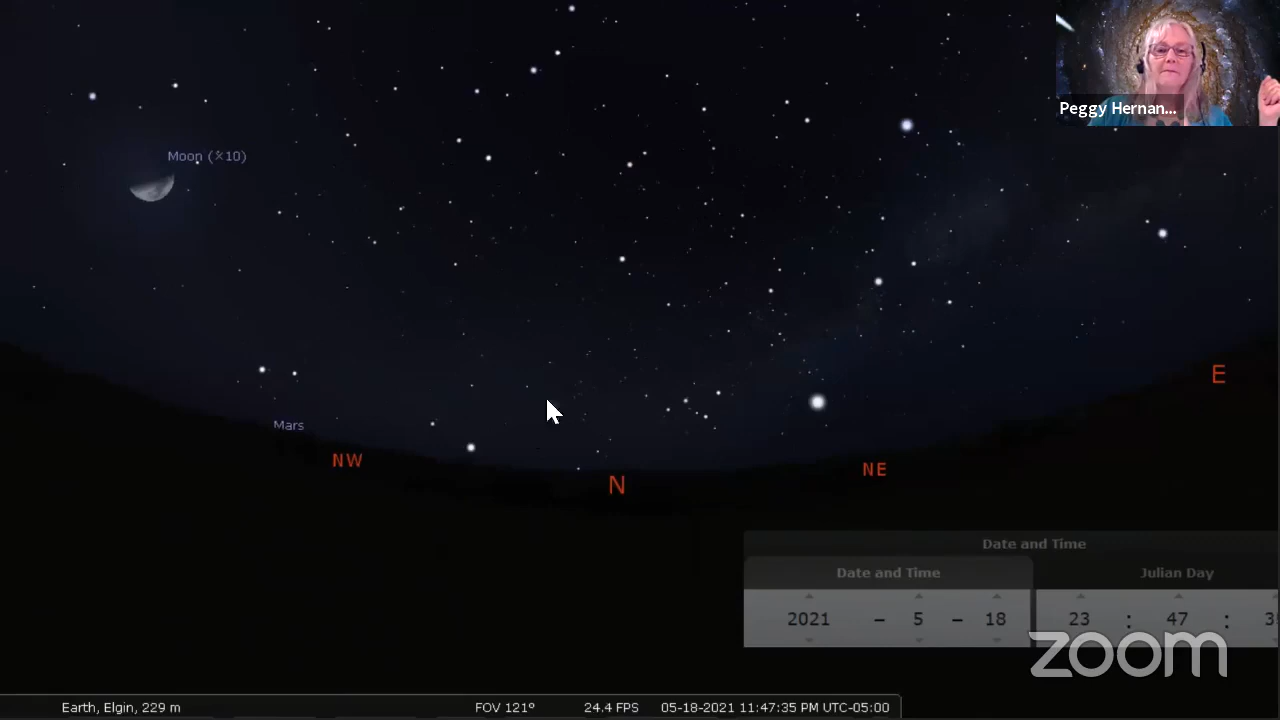 Peggy Hernan...
Moon (×10)
E
Mars
NW
NE
N
Date and Time
Date and Time
Julian Day
2021 – 5 – 18
23 : 47 : 3
zoom
Earth, Elgin, 229 m
FOV 121°
24.4 FPS
05-18-2021 11:47:35 PM UTC-05:00